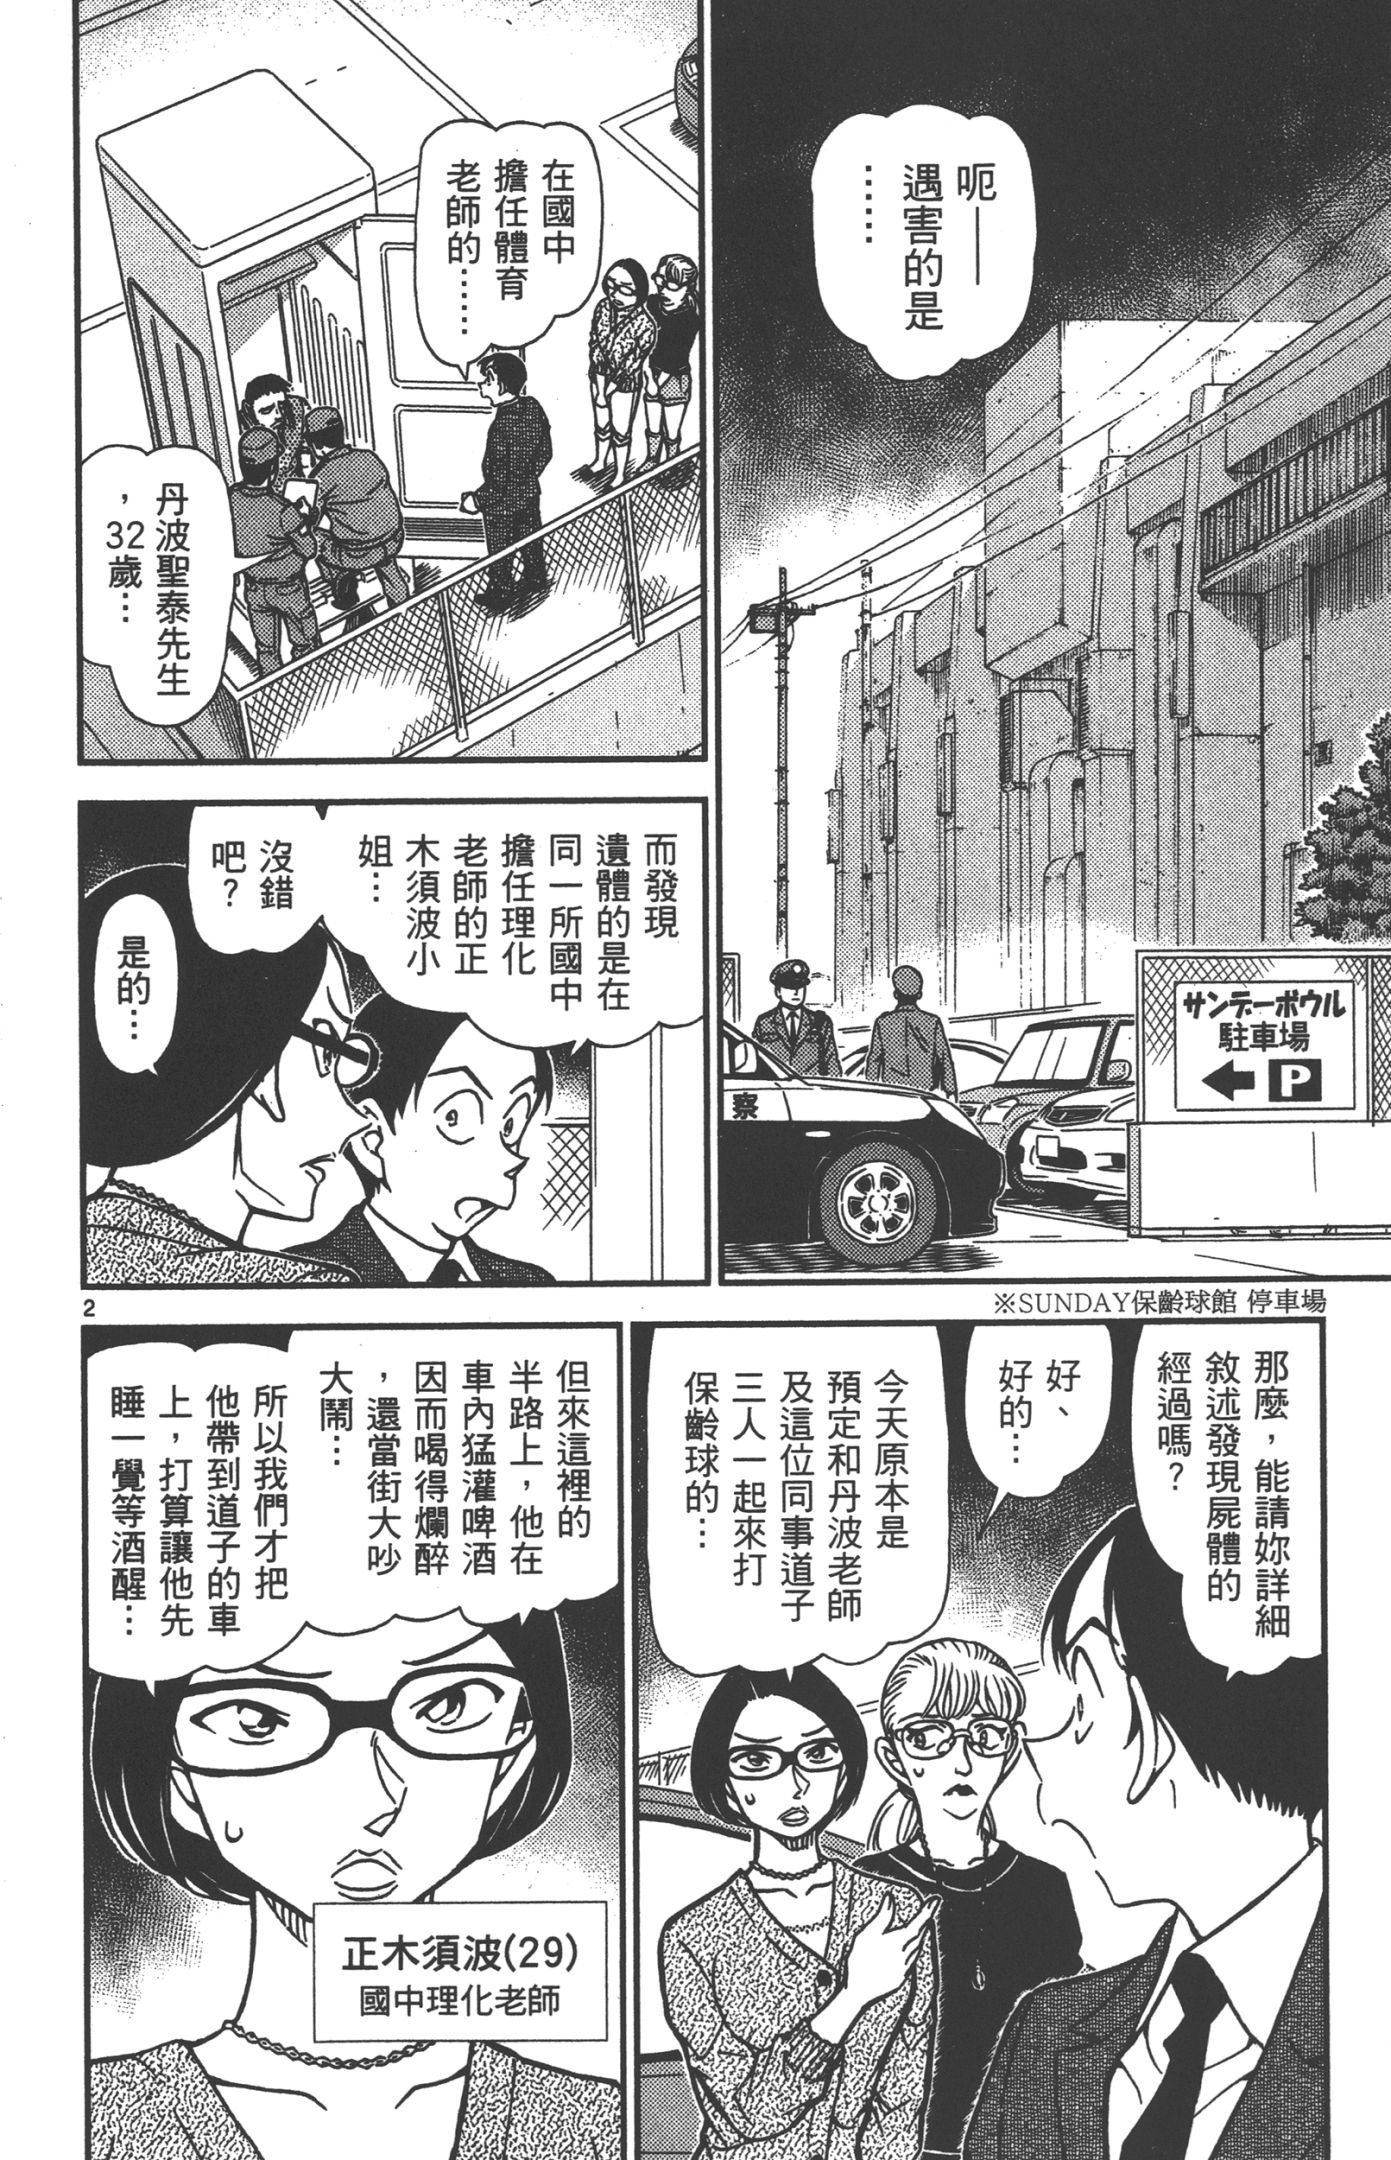 呃——
遇害的是
……
サンデーボウル
駐車場
P
察
※SUNDAY保齡球館 停車場
在國中
擔任體育
老師的……
丹波聖泰先生
，32歲…
而發現
遺體的是在
同一所國中
擔任理化
老師的正
木須波小
姐…
沒錯
吧？
是的…
2
那麼，能請妳詳細
敘述發現屍體的
經過嗎？
好、
好的…
今天原本是
預定和丹波老師
及這位同事道子
三人一起來打
保齡球的…
但來這裡的
半路上，他在
車內猛灌啤酒
因而喝得爛醉
，還當街大吵
大鬧…
所以我們才把
他帶到道子的車
上，打算讓他先
睡一覺等酒醒…
正木須波(29)
國中理化老師